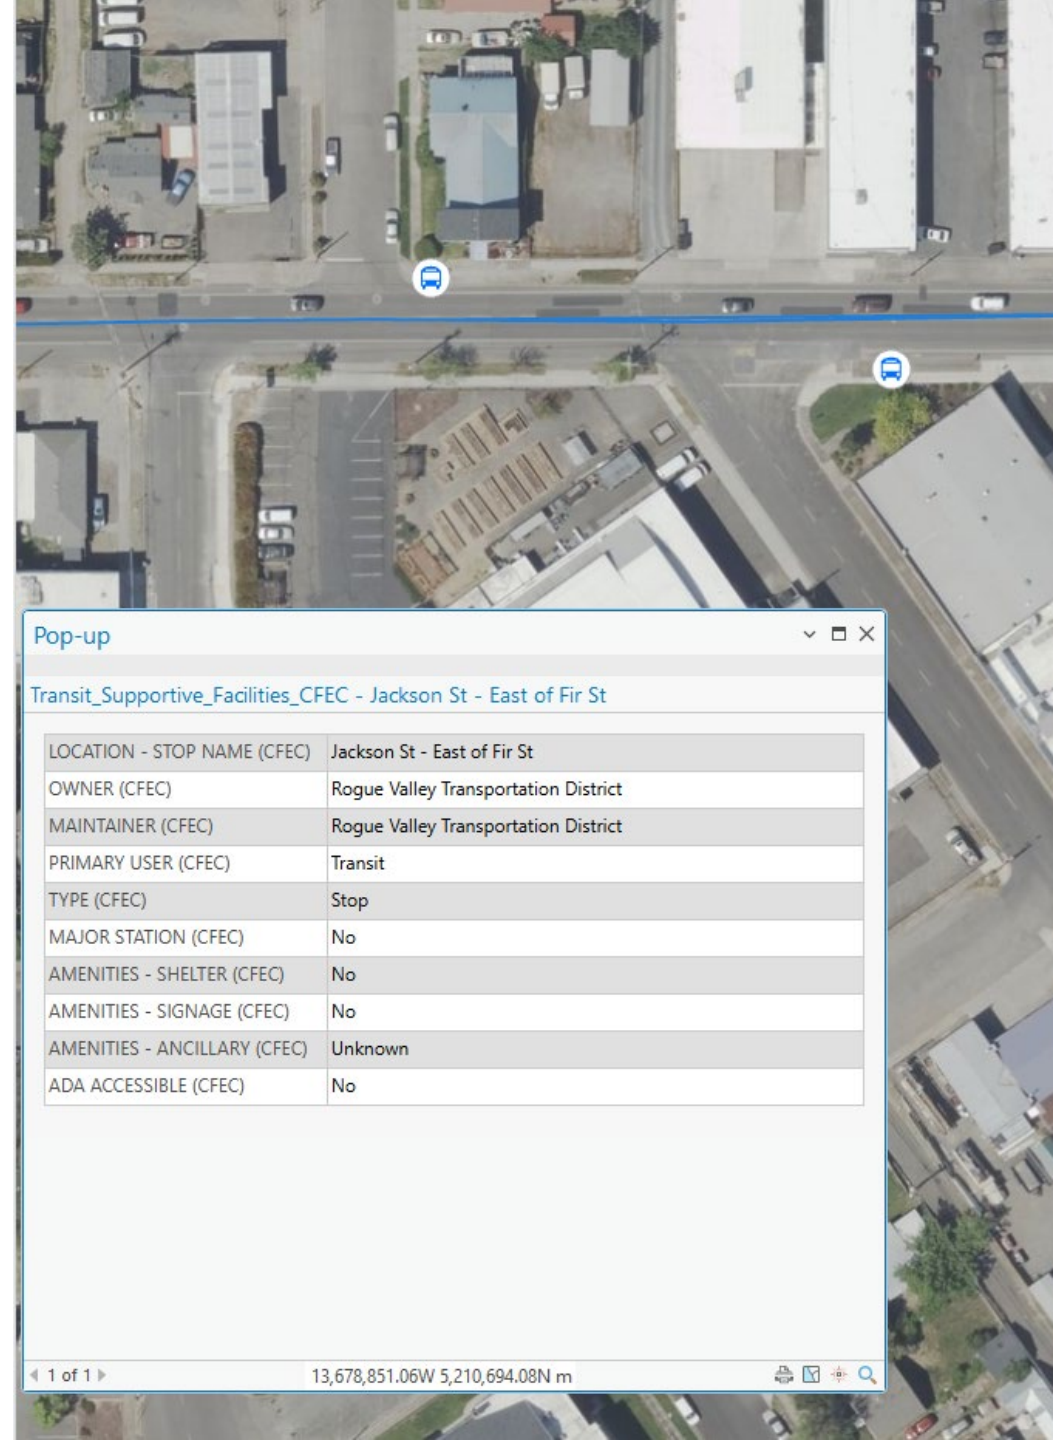 Pop-up
Transit_Supportive_Facilities_CFEC - Jackson St - East of Fir St
LOCATION - STOP NAME (CFEC) Jackson St - East of Fir St
OWNER (CFEC) Rogue Valley Transportation District
MAINTAINER (CFEC) Rogue Valley Transportation District
PRIMARY USER (CFEC) Transit
TYPE (CFEC) Stop
MAJOR STATION (CFEC) No
AMENITIES - SHELTER (CFEC) No
AMENITIES - SIGNAGE (CFEC) No
AMENITIES - ANCILLARY (CFEC) Unknown
ADA ACCESSIBLE (CFEC) No
1 of 1 13,678,851.06W 5,210,694.08N m